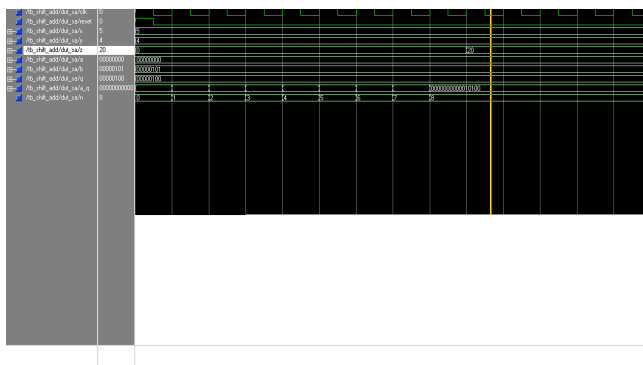 /tb_shift_add/dut_sa/clk 0
/tb_shift_add/dut_sa/reset 0
/tb_shift_add/dut_sa/x 5 5
/tb_shift_add/dut_sa/y 4 4
/tb_shift_add/dut_sa/z 20 0 20
/tb_shift_add/dut_sa/a 00000000 00000000
/tb_shift_add/dut_sa/b 00000101 00000101
/tb_shift_add/dut_sa/q 00000100 00000100
/tb_shift_add/dut_sa/a_q 00000000000 0000000000010100
/tb_shift_add/dut_sa/n 8 0 1 2 3 4 5 6 7 8